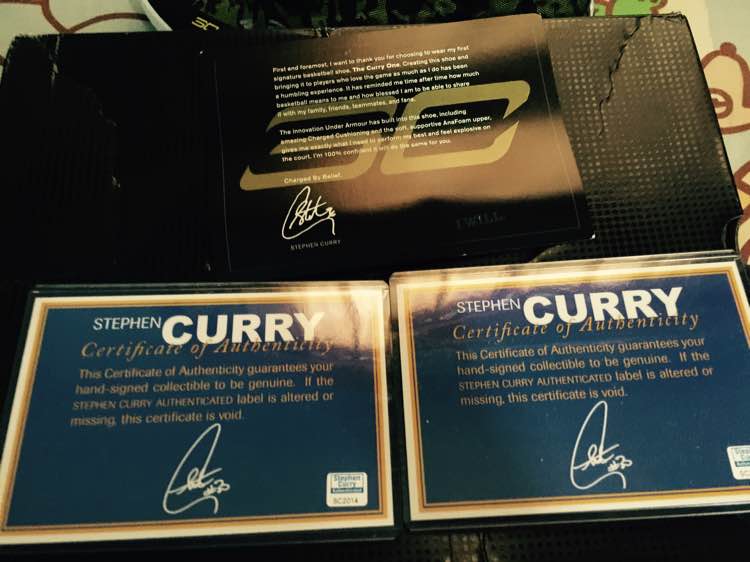 SC
First and foremost, I want to thank you for choosing to wear my first
signature basketball shoe, The Curry One. Creating this shoe and
bringing it to players who love the game as much as I do has been
a humbling experience. It has reminded me time after time how much
basketball means to me and how blessed I am to be able to share
it with my family, friends, teammates, and fans.
The innovation Under Armour has built into this shoe, including
amazing Charged Cushioning and the soft, supportive AnaFoam upper,
gives me exactly what I need to perform my best and feel explosive on
the court. I'm 100% confident it will do the same for you.
Charged By Belief.
STEPHEN CURRY
I WILL
STEPHEN CURRY
Certificate of Authenticity
This Certificate of Authenticity guarantees your
hand-signed collectible to be genuine. If the
STEPHEN CURRY AUTHENTICATED label is altered or
missing, this certificate is void.
#30
Stephen
Curry
Authenticated
SC2014
STEPHEN CURRY
Certificate of Authenticity
This Certificate of Authenticity guarantees your
hand-signed collectible to be genuine. If the
STEPHEN CURRY AUTHENTICATED label is altered or
missing, this certificate is void.
#30